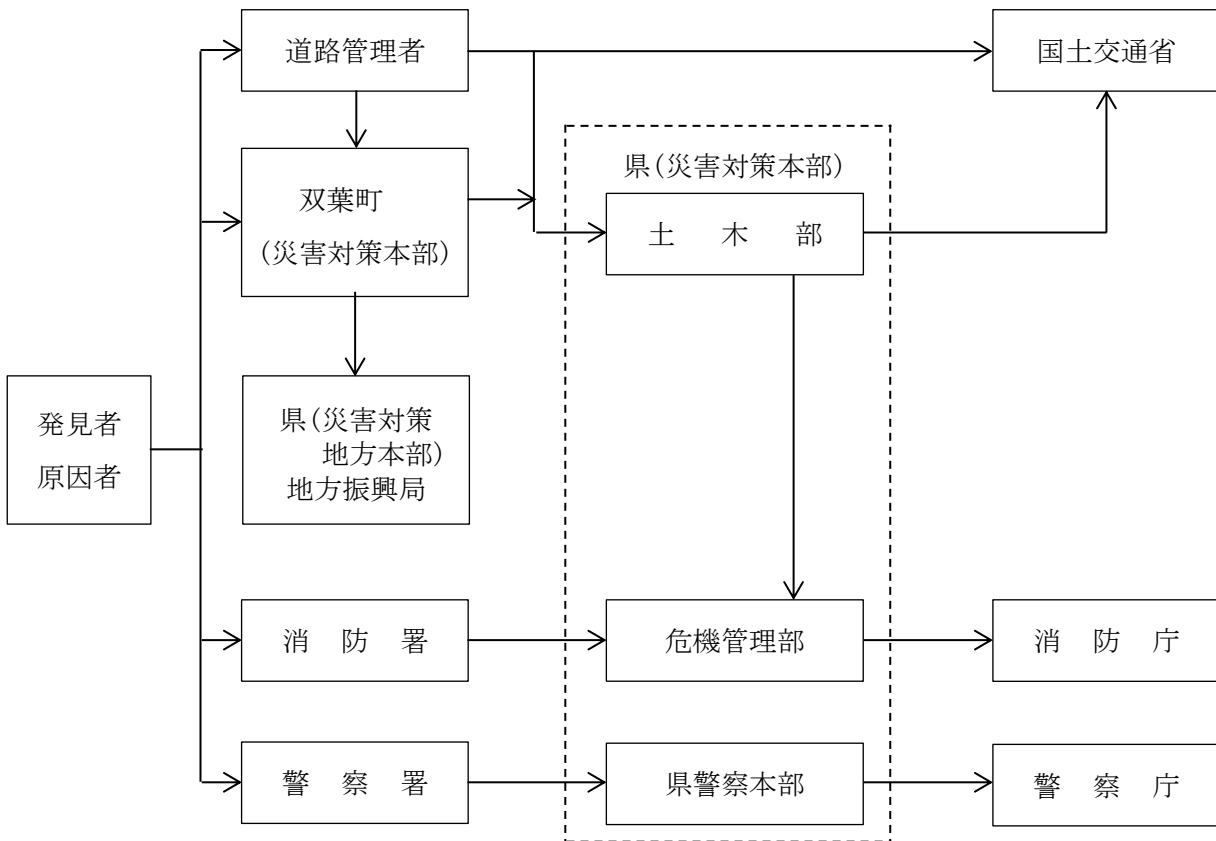 道路管理者
国土交通省
県(災害対策本部)
双葉町
(災害対策本部)
土木部
発見者
原因者
県(災害対策
地方本部)
地方振興局
消防署
危機管理部
消防庁
警察署
県警察本部
警察庁